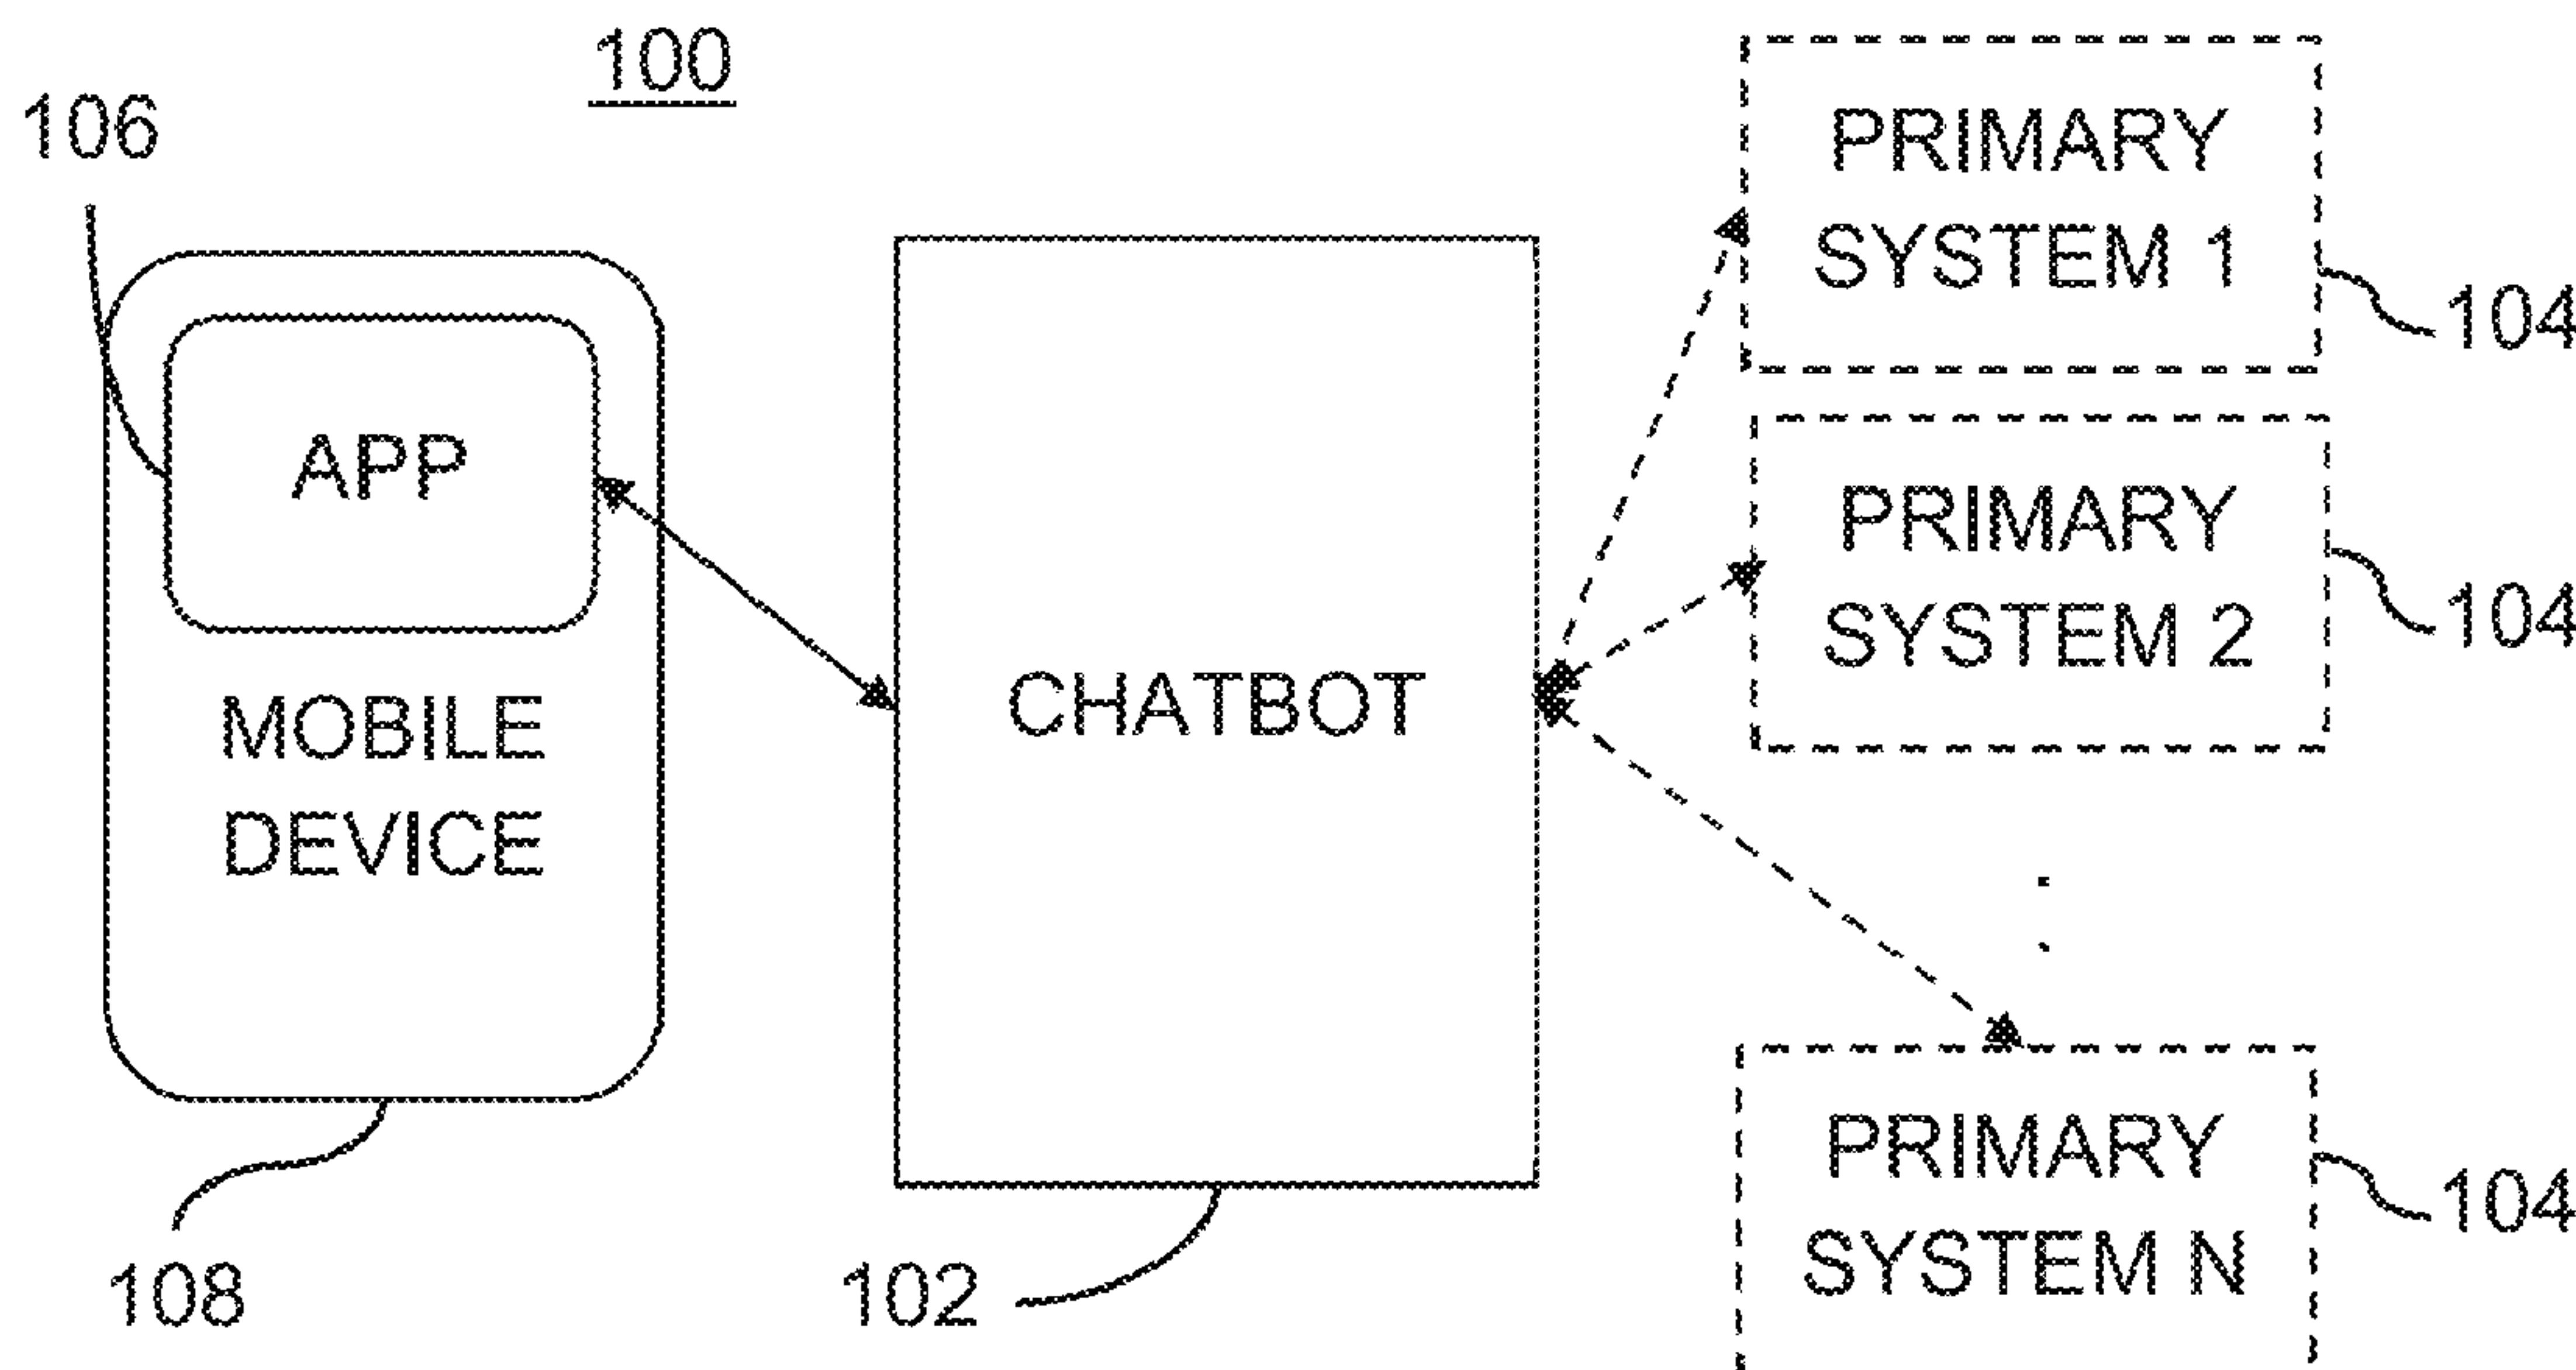 100
106
APP
MOBILE
DEVICE
108
CHATBOT
102
PRIMARY
SYSTEM 1
104
PRIMARY
SYSTEM 2
104
PRIMARY
SYSTEM N
104